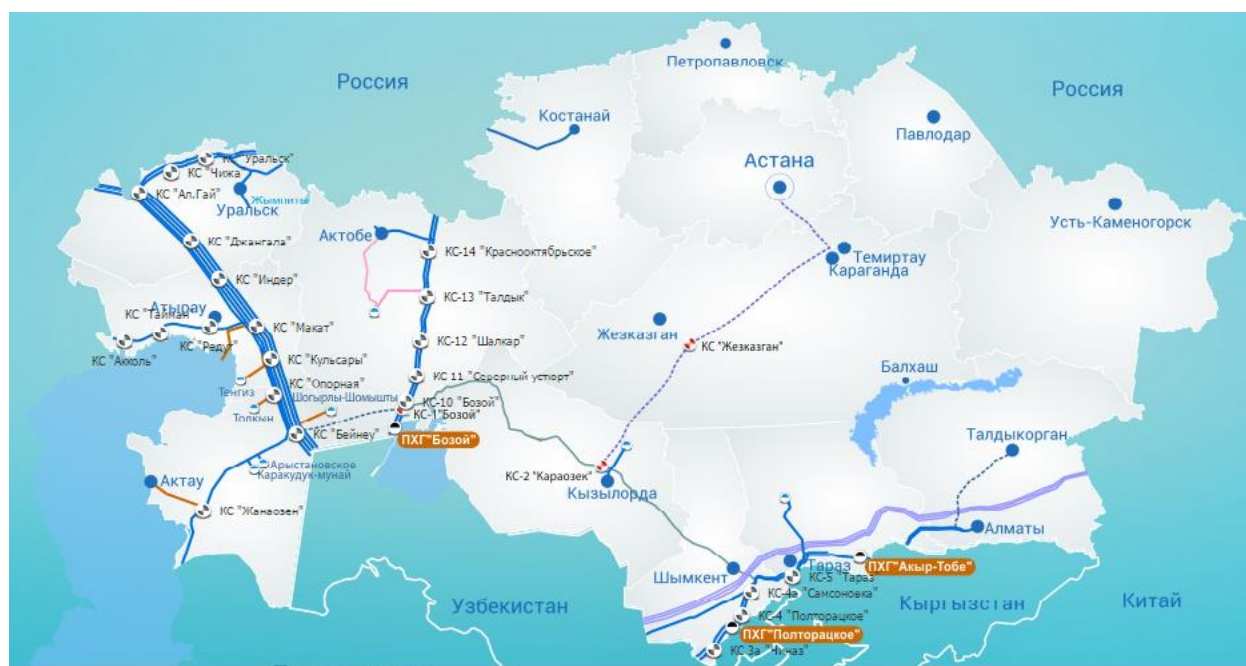 Петропавловск
Россия
Россия
Костанай
Павлодар
Астана
КС "Уральск"
КС "Чижа"
КС "Ал.Гай"
Жымпиты
Уральск
Усть-Каменогорск
Актобе
КС "Джангала"
КС-14 "Краснооктябрьское"
Темиртау
Караганда
КС "Индер"
КС-13 "Талдык"
Атырау
КС "Тайман"
КС "Макат"
Жезказган
КС-12 "Шалкар"
КС "Редут"
КС "Жезказган"
КС "Акколь"
КС "Кульсары"
Балхаш
КС 11 "Северный устюрт"
КС "Опорная"
Тенгиз
Шогырлы-Шомышты
КС-10 "Бозой"
КС-1"Бозой"
Толкын
КС "Бейнеу"
ПХГ"Бозой"
Талдыкорган
Арыстановское
Каракудук-мунай
КС-2 "Караозек"
Актау
Кызылорда
КС "Жанаозен"
Алматы
Тараз
ПХГ"Акыр-Тобе"
Шымкент
КС-5 "Тараз"
КС-4а "Самсоновка"
Узбекистан
Кыргызстан
Китай
КС-4 "Полторацкое"
ПХГ"Полторацкое"
КС 3а "Чиназ"